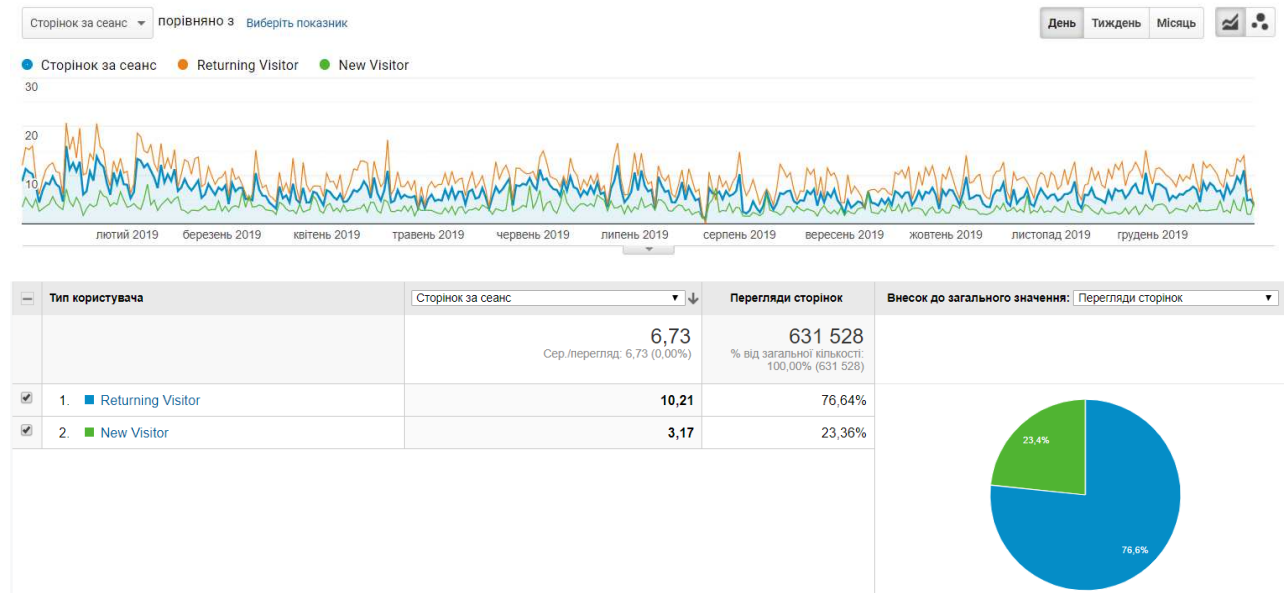 Сторінок за сеанс порівняно з Виберіть показник День Тиждень Місяць
Сторінок за сеанс Returning Visitor New Visitor
30
20
10
лютий 2019 березень 2019 квітень 2019 травень 2019 червень 2019 липень 2019 серпень 2019 вересень 2019 жовтень 2019 листопад 2019 грудень 2019
Тип користувача Сторінок за сеанс Перегляди сторінок Внесок до загального значення: Перегляди сторінок
6,73 631 528
Сер./перегляд: 6,73 (0,00%) % від загальної кількості:
100,00% (631 528)
1. Returning Visitor 10,21 76,64%
2. New Visitor 3,17 23,36%
23,4%
76,6%